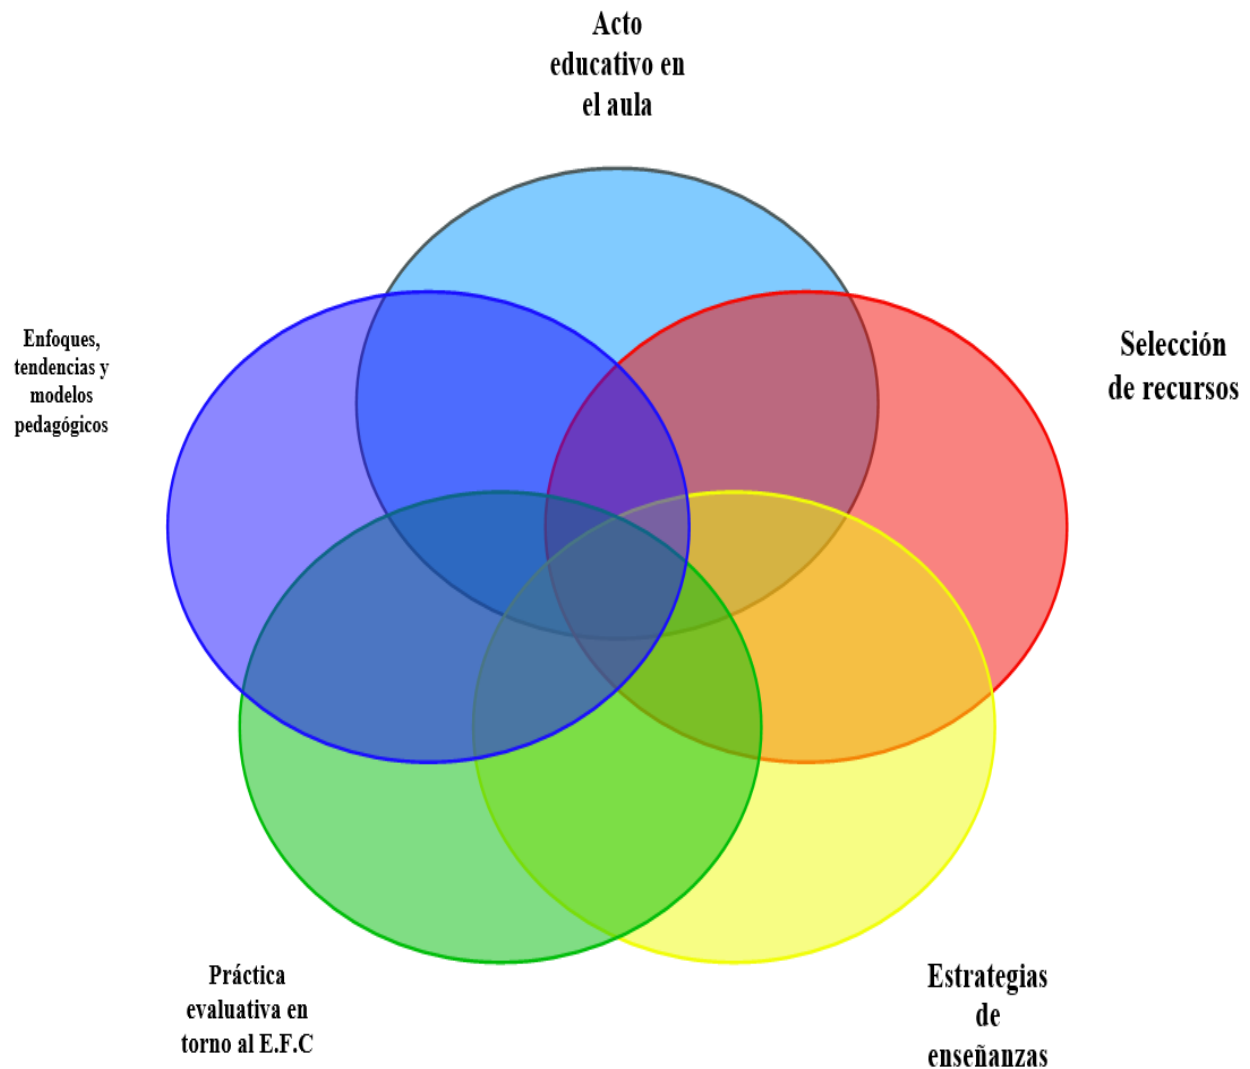 Acto
educativo en
el aula
Enfoques,
tendencias y
modelos
pedagógicos
Selección
de recursos
Práctica
evaluativa en
torno al E.F.C
Estrategias
de
enseñanzas